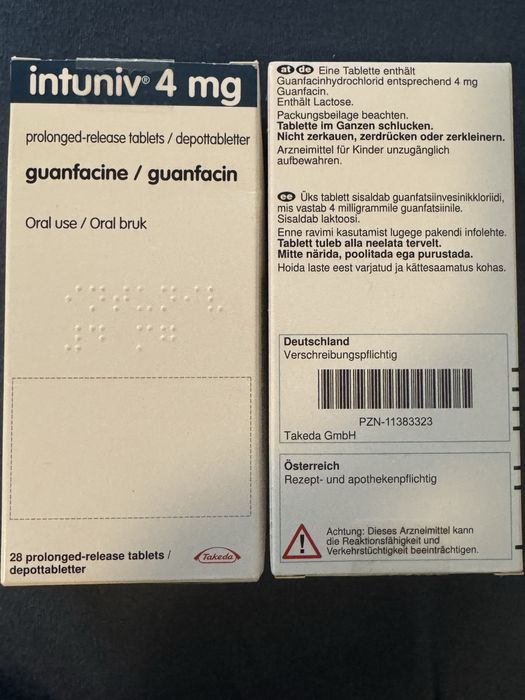 intuniv® 4 mg
prolonged-release tablets / depottabletter
guanfacine / guanfacin
Oral use / Oral bruk
28 prolonged-release tablets /
depottabletter
Takeda
at de Eine Tablette enthält
Guanfacinhydrochlorid entsprechend 4 mg
Guanfacin.
Enthält Lactose.
Packungsbeilage beachten.
Tablette im Ganzen schlucken.
Nicht zerkauen, zerdrücken oder zerkleinern.
Arzneimittel für Kinder unzugänglich
aufbewahren.
ee Üks tablett sisaldab guanfatsiinvesinikkloriidi,
mis vastab 4 milligrammile guanfatsiinile.
Sisaldab laktoosi.
Enne ravimi kasutamist lugege pakendi infolehte.
Tablett tuleb alla neelata tervelt.
Mitte närida, poolitada ega purustada.
Hoida laste eest varjatud ja kättesaamatus kohas.
Deutschland
Verschreibungspflichtig
PZN-11383323
Takeda GmbH
Österreich
Rezept- und apothekenpflichtig
Achtung: Dieses Arzneimittel kann
die Reaktionsfähigkeit und
Verkehrstüchtigkeit beeinträchtigen.